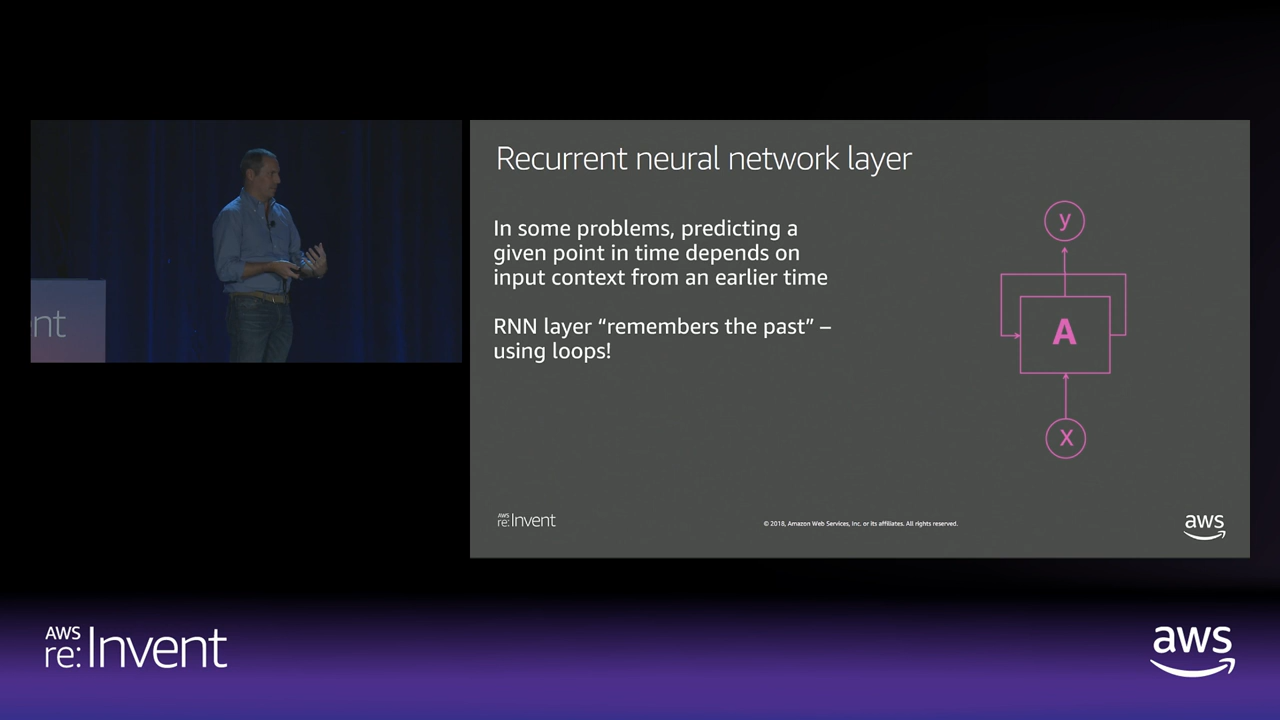 nt
Recurrent neural network layer
In some problems, predicting a
given point in time depends on
input context from an earlier time
RNN layer “remembers the past” –
using loops!
y
A
X
AWS
re:Invent
© 2018, Amazon Web Services, Inc. or its affiliates. All rights reserved.
aws
AWS
re:Invent
aws